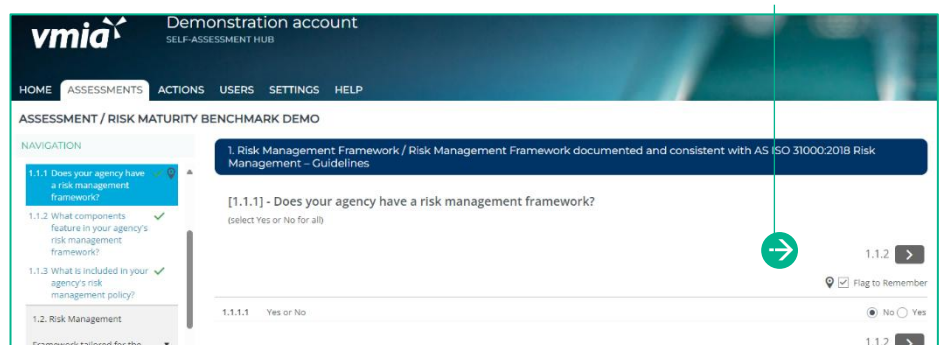 vmia
Demonstration account
SELF-ASSESSMENT HUB
HOME ASSESSMENTS ACTIONS USERS SETTINGS HELP
ASSESSMENT / RISK MATURITY BENCHMARK DEMO
NAVIGATION
1.1.1 Does your agency have
a risk management
framework?
1.1.2 What components
feature in your agency's
risk management
framework?
1.1.3 What is included in your
agency's risk
management policy?
1.2. Risk Management
Framework tailored for the
1. Risk Management Framework / Risk Management Framework documented and consistent with AS ISO 31000:2018 Risk
Management – Guidelines
[1.1.1] - Does your agency have a risk management framework?
(select Yes or No for all)
1.1.2
Flag to Remember
1.1.1.1 Yes or No
No Yes
1.1.2